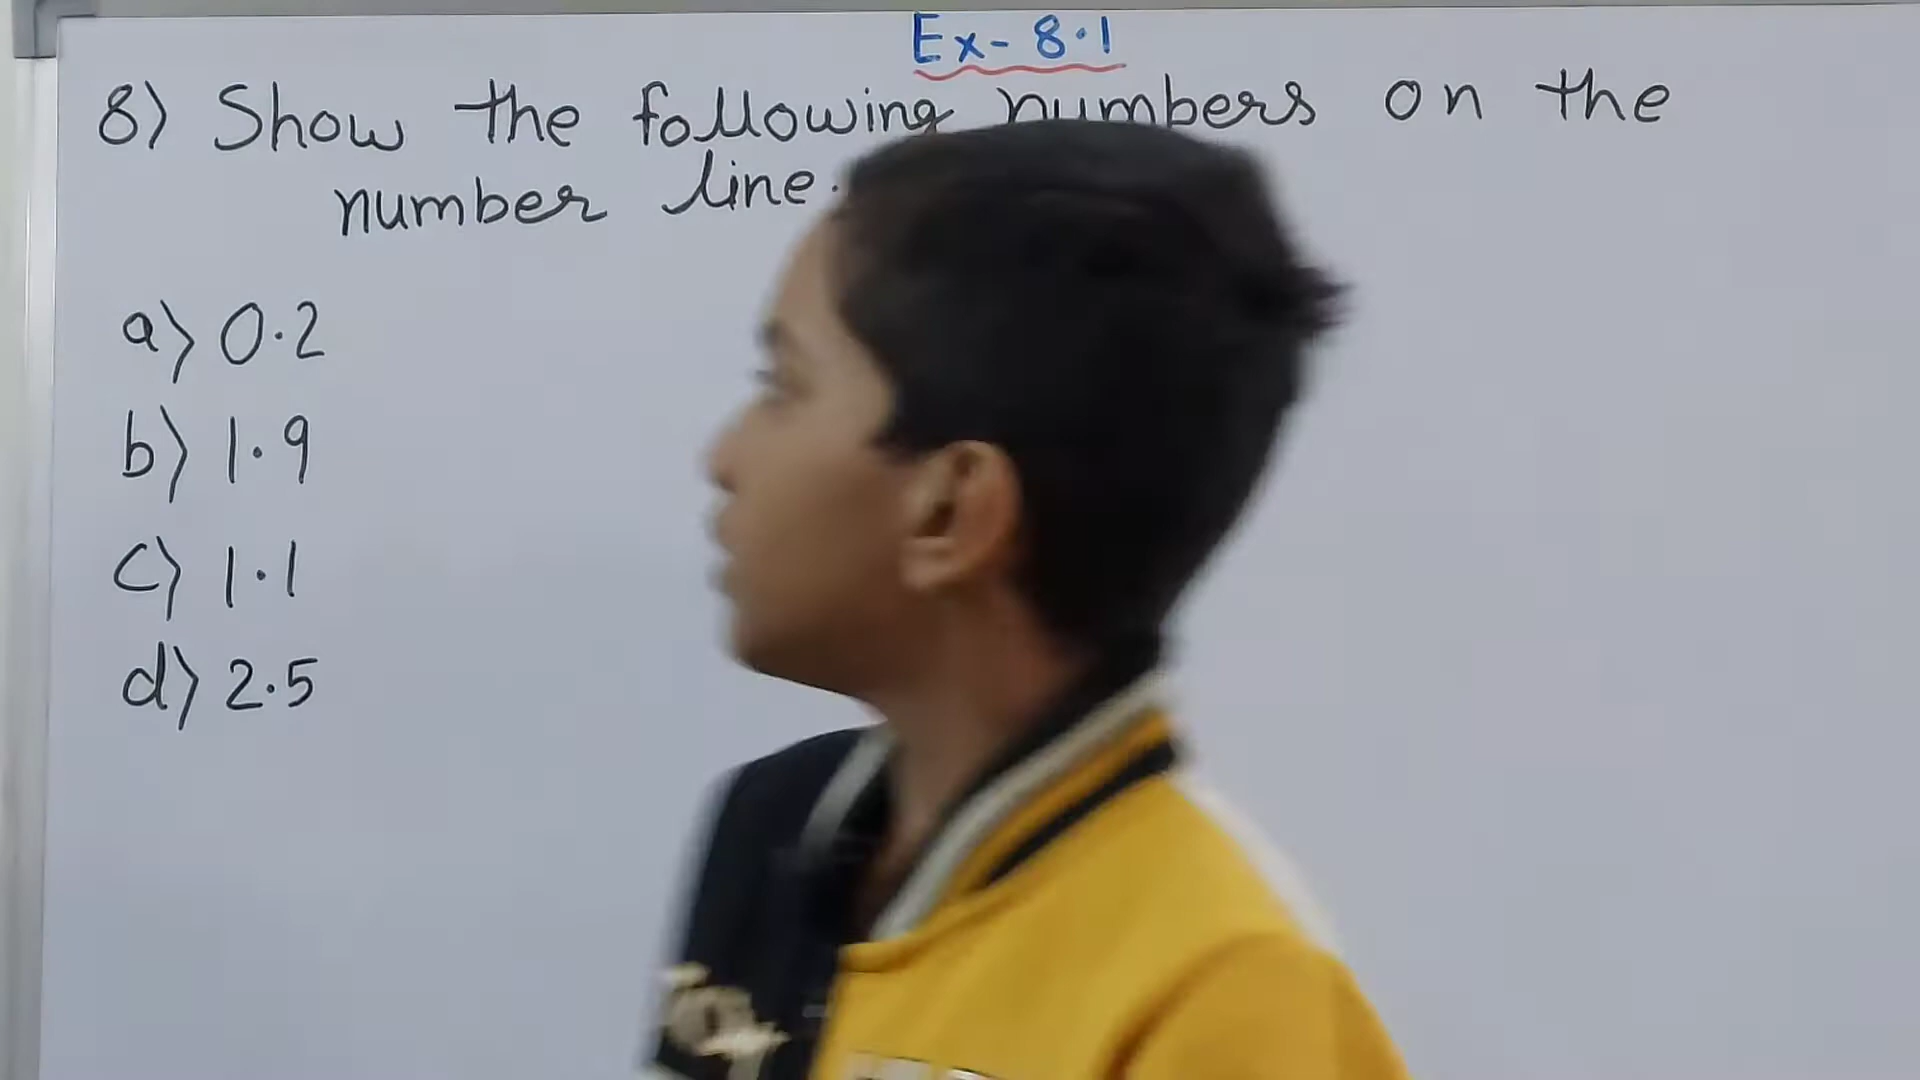 Ex- 8.1
8) Show the following numbers on the
number line.
a) 0.2
b) 1.9
c) 1.1
d) 2.5